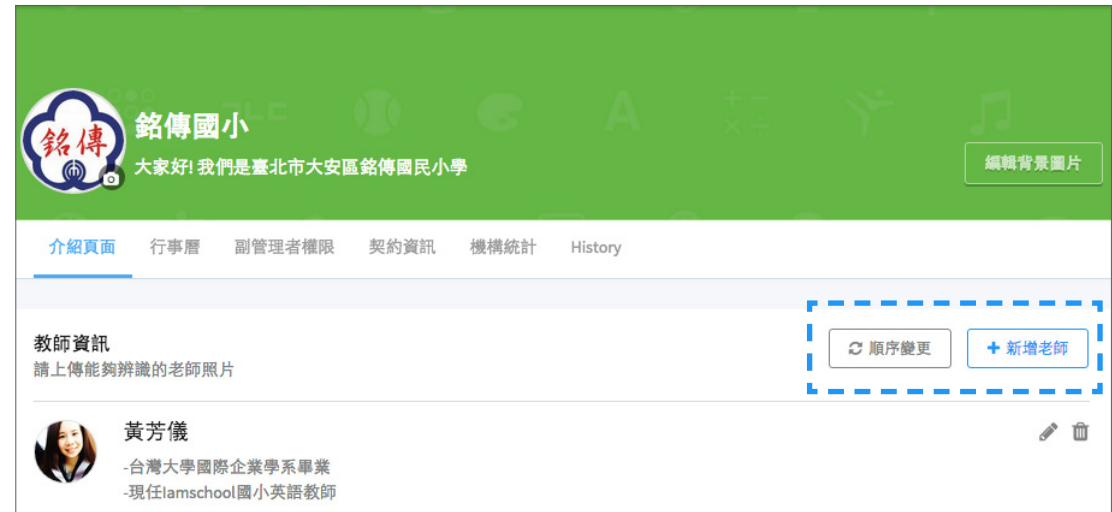 銘傳
銘傳國小
大家好! 我們是臺北市大安區銘傳國民小學
編輯背景圖片
介紹頁面 行事曆 副管理者權限 契約資訊 機構統計 History
教師資訊
請上傳能夠辨識的老師照片
順序變更 + 新增老師
黃芳儀
-台灣大學國際企業學系畢業
-現任Iamschool國小英語教師